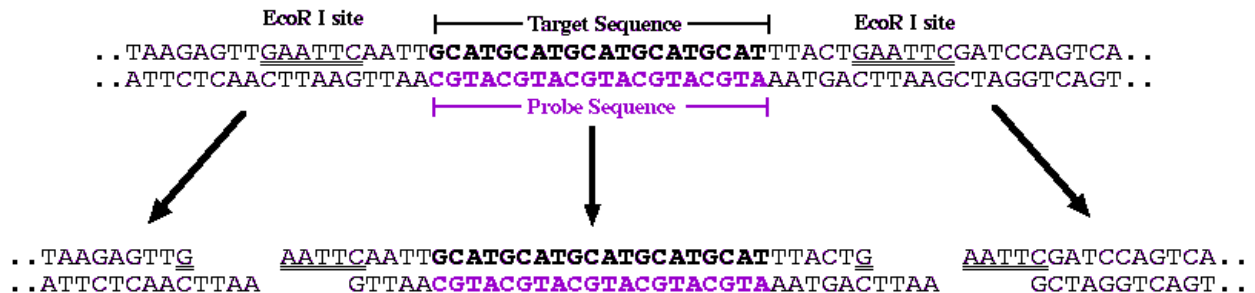 EcoR I site Target Sequence EcoR I site
..TAAGAGTTGAATTCAATTGCATGCATGCATGCATGCATTTACTGAATTCGATCCAGTCA..
..ATTCTCAACTTAAGTTAACGTACGTACGTACGTACGTAAATGACTTAAGCTAGGTCAGT..
Probe Sequence
..TAAGAGTTG AATTCAATTGCATGCATGCATGCATGCATTTACTG AATTCGATCCAGTCA..
..ATTCTCAACTTAA GTTAACGTACGTACGTACGTACGTAAATGACTTAA GCTAGGTCAGT..